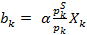 b_k = α (p_k^S / p_k) X_k